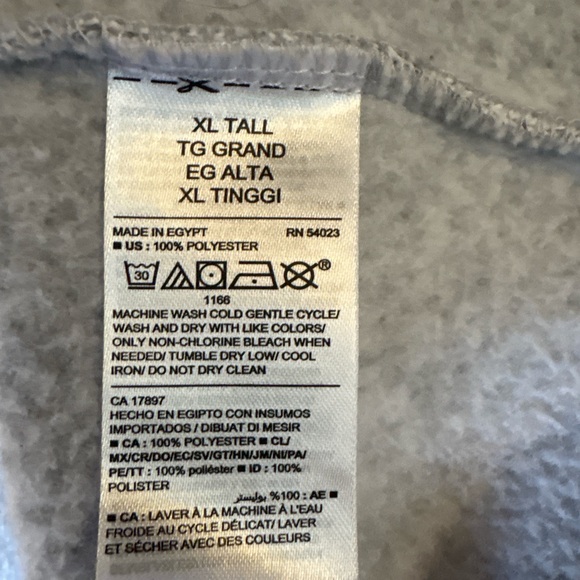 XL TALL
TG GRAND
EG ALTA
XL TINGGI
MADE IN EGYPT RN 54023
■ US : 100% POLYESTER
30 ®
1166
MACHINE WASH COLD GENTLE CYCLE/
WASH AND DRY WITH LIKE COLORS/
ONLY NON-CHLORINE BLEACH WHEN
NEEDED/ TUMBLE DRY LOW/ COOL
IRON/ DO NOT DRY CLEAN
CA 17897
HECHO EN EGIPTO CON INSUMOS
IMPORTADOS / DIBUAT DI MESIR
■ CA : 100% POLYESTER ■ CL/
MX/CR/DO/EC/SV/GT/HN/JM/NI/PA/
PE/TT : 100% poliéster ■ ID : 100%
POLISTER
■ AE : 100% بوليستر
■ CA : LAVER À LA MACHINE À L'EAU
FROIDE AU CYCLE DÉLICAT/ LAVER
ET SÉCHER AVEC DES COULEURS